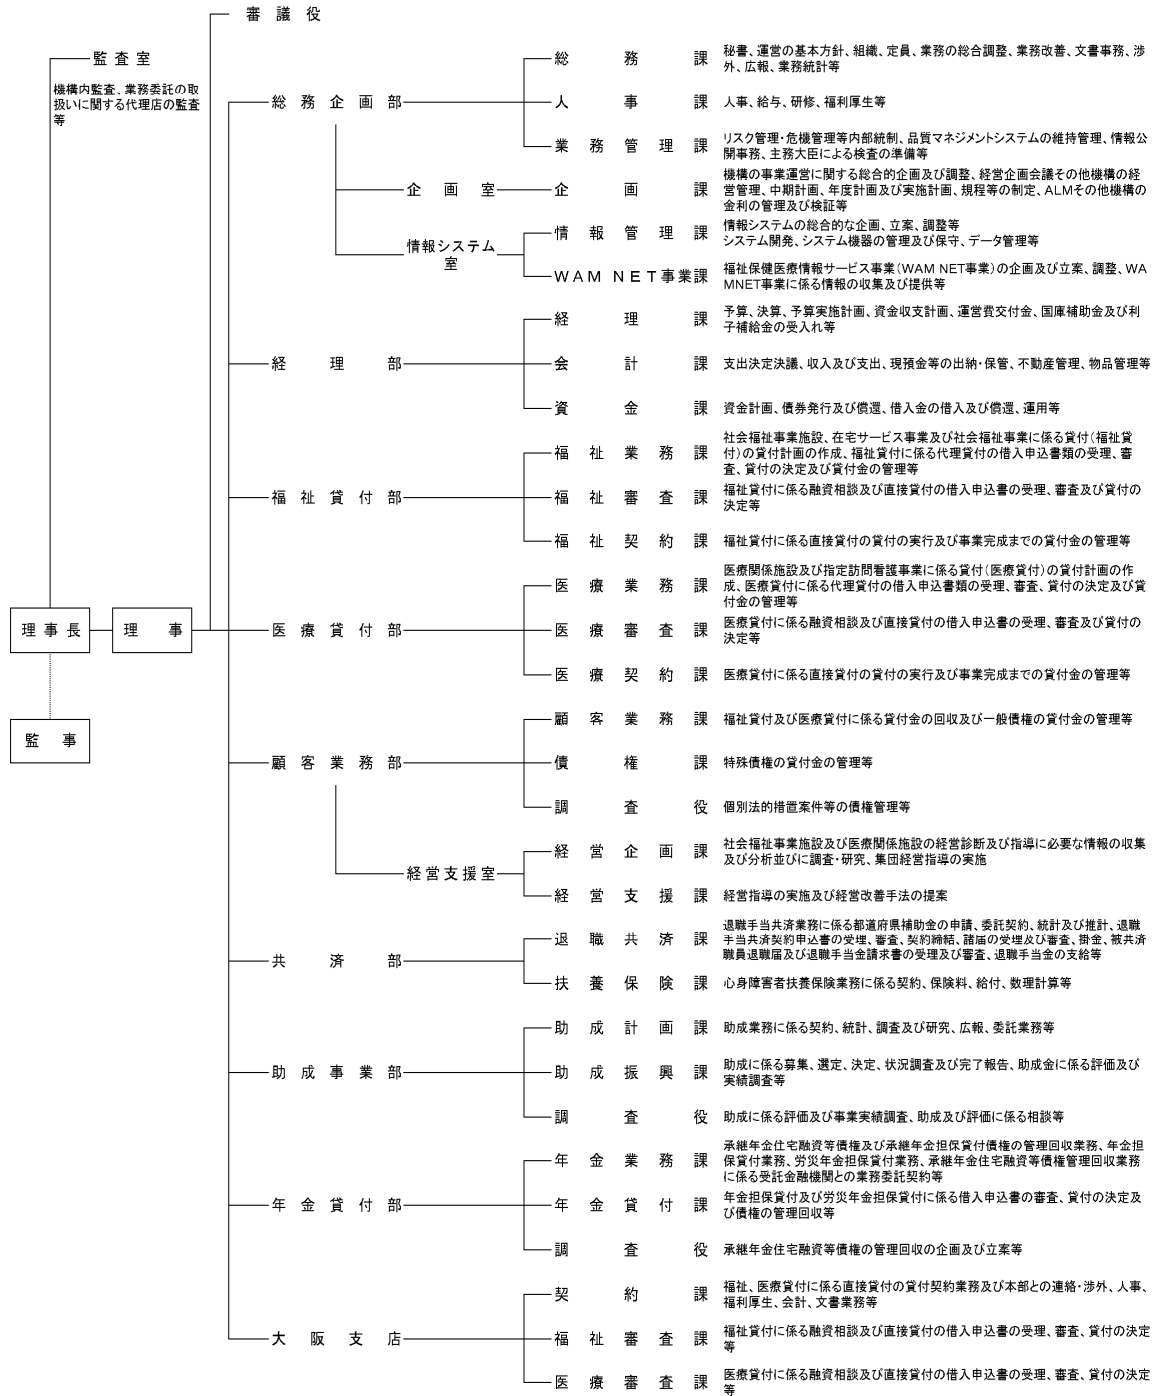 審議役
監査室
機構内監査、業務委託の取
扱いに関する代理店の監査
等
総務企画部
総務課
秘書、運営の基本方針、組織、定員、業務の総合調整、業務改善、文書事務、渉
外、広報、業務統計等
人事課
人事、給与、研修、福利厚生等
業務管理課
リスク管理・危機管理等内部統制、品質マネジメントシステムの維持管理、情報公
開事務、主務大臣による検査の準備等
企画室
企画課
機構の事業運営に関する総合的企画及び調整、経営企画会議その他機構の経
営管理、中期計画、年度計画及び実施計画、規程等の制定、ALMその他機構の
金利の管理及び検証等
情報システム
室
情報管理課
情報システムの総合的な企画、立案、調整等
システム開発、システム機器の管理及び保守、データ管理等
WAM NET事業課
福祉保健医療情報サービス事業(WAM NET事業)の企画及び立案、調整、WA
MNET事業に係る情報の収集及び提供等
経理部
経理課
予算、決算、予算実施計画、資金収支計画、運営費交付金、国庫補助金及び利
子補給金の受入れ等
会計課
支出決定決議、収入及び支出、現預金等の出納・保管、不動産管理、物品管理等
資金課
資金計画、債券発行及び償還、借入金の借入及び償還、運用等
福祉貸付部
福祉業務課
社会福祉事業施設、在宅サービス事業及び社会福祉事業に係る貸付(福祉貸
付)の貸付計画の作成、福祉貸付に係る代理貸付の借入申込書類の受理、審
査、貸付の決定及び貸付金の管理等
福祉審査課
福祉貸付に係る融資相談及び直接貸付の借入申込書の受理、審査及び貸付の
決定等
福祉契約課
福祉貸付に係る直接貸付の貸付の実行及び事業完成までの貸付金の管理等
理事長
理事
医療貸付部
医療業務課
医療関係施設及び指定訪問看護事業に係る貸付(医療貸付)の貸付計画の作
成、医療貸付に係る代理貸付の借入申込書類の受理、審査、貸付の決定及び貸
付金の管理等
医療審査課
医療貸付に係る融資相談及び直接貸付の借入申込書の受理、審査及び貸付の
決定等
医療契約課
医療貸付に係る直接貸付の貸付の実行及び事業完成までの貸付金の管理等
監事
顧客業務部
顧客業務課
福祉貸付及び医療貸付に係る貸付金の回収及び一般債権の貸付金の管理等
債権課
特殊債権の貸付金の管理等
調査役
個別法的措置案件等の債権管理等
経営支援室
経営企画課
社会福祉事業施設及び医療関係施設の経営診断及び指導に必要な情報の収集
及び分析並びに調査・研究、集団経営指導の実施
経営支援課
経営指導の実施及び経営改善手法の提案
共済部
退職共済課
退職手当共済業務に係る都道府県補助金の申請、委託契約、統計及び推計、退職
手当共済契約申込書の受理、審査、契約締結、諸届の受理及び審査、掛金、被共済
職員退職届及び退職手当金請求書の受理及び審査、退職手当金の支給等
扶養保険課
心身障害者扶養保険業務に係る契約、保険料、給付、数理計算等
助成事業部
助成計画課
助成業務に係る契約、統計、調査及び研究、広報、委託業務等
助成振興課
助成に係る募集、選定、決定、状況調査及び完了報告、助成金に係る評価及び
実績調査等
調査役
助成に係る評価及び事業実績調査、助成及び評価に係る相談等
年金貸付部
年金業務課
承継年金住宅融資等債権及び承継年金担保貸付債権の管理回収業務、年金担
保貸付業務、労災年金担保貸付業務、承継年金住宅融資等債権管理回収業務
に係る受託金融機関との業務委託契約等
年金貸付課
年金担保貸付及び労災年金担保貸付に係る借入申込書の審査、貸付の決定及
び債権の管理回収等
調査役
承継年金住宅融資等債権の管理回収の企画及び立案等
大阪支店
契約課
福祉、医療貸付に係る直接貸付の貸付契約業務及び本部との連絡・渉外、人事、
福利厚生、会計、文書業務等
福祉審査課
福祉貸付に係る融資相談及び直接貸付の借入申込書の受理、審査、貸付の決定
等
医療審査課
医療貸付に係る融資相談及び直接貸付の借入申込書の受理、審査、貸付の決定
等